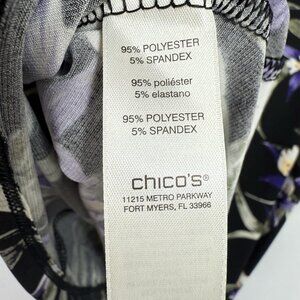 95% POLYESTER
5% SPANDEX
95% poliéster
5% elastano
95% POLYESTER
5% SPANDEX
chico's®
11215 METRO PARKWAY
FORT MYERS, FL 33966